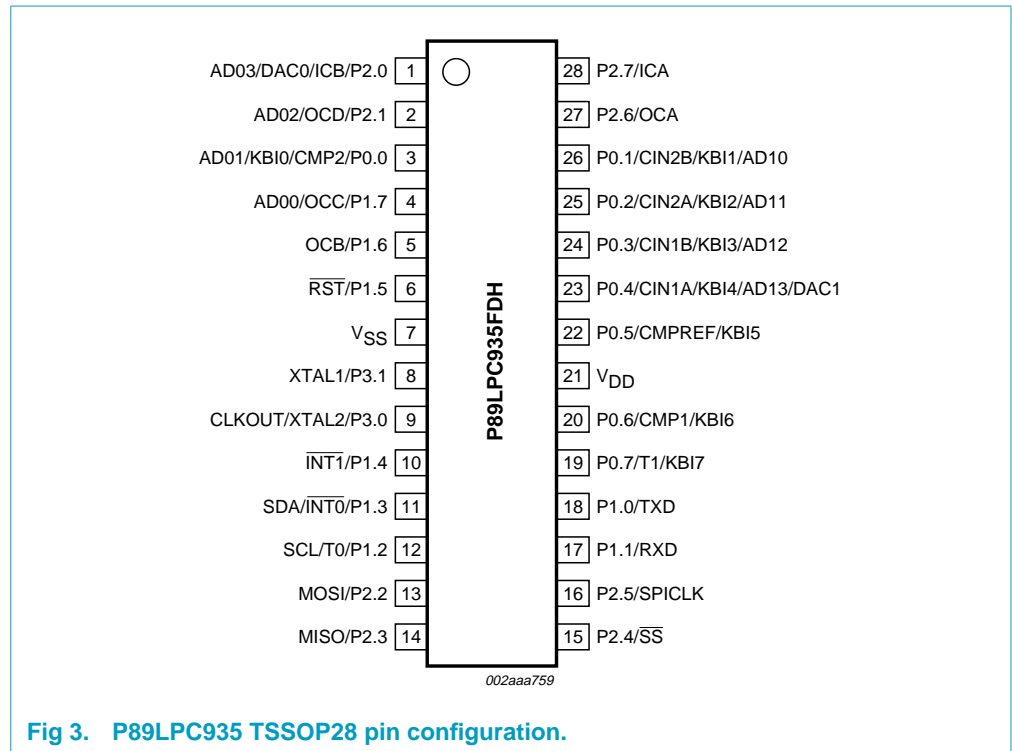 AD03/DAC0/ICB/P2.0 1 28 P2.7/ICA
AD02/OCD/P2.1 2 27 P2.6/OCA
AD01/KBI0/CMP2/P0.0 3 26 P0.1/CIN2B/KBI1/AD10
AD00/OCC/P1.7 4 25 P0.2/CIN2A/KBI2/AD11
OCB/P1.6 5 24 P0.3/CIN1B/KBI3/AD12
R̅S̅T̅/P1.5 6 23 P0.4/CIN1A/KBI4/AD13/DAC1
VSS 7 22 P0.5/CMPREF/KBI5
XTAL1/P3.1 8 21 VDD
CLKOUT/XTAL2/P3.0 9 20 P0.6/CMP1/KBI6
I̅N̅T̅1̅/P1.4 10 19 P0.7/T1/KBI7
SDA/I̅N̅T̅0̅/P1.3 11 18 P1.0/TXD
SCL/T0/P1.2 12 17 P1.1/RXD
MOSI/P2.2 13 16 P2.5/SPICLK
MISO/P2.3 14 15 P2.4/S̅S̅
P89LPC935FDH
002aaa759
Fig 3. P89LPC935 TSSOP28 pin configuration.